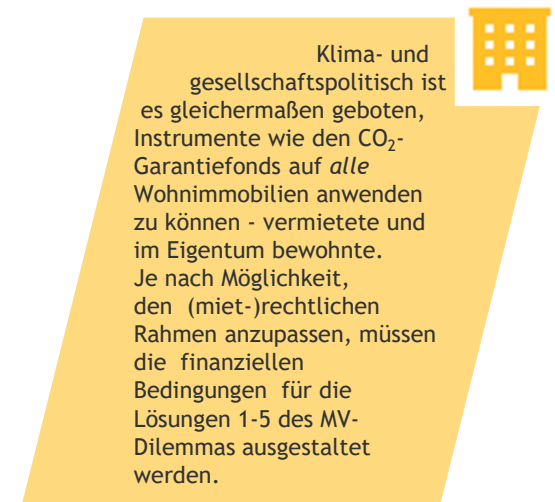 Klima- und
gesellschaftspolitisch ist
es gleichermaßen geboten,
Instrumente wie den CO₂-
Garantiefonds auf alle
Wohnimmobilien anwenden
zu können - vermietete und
im Eigentum bewohnte.
Je nach Möglichkeit,
den (miet-)rechtlichen
Rahmen anzupassen, müssen
die finanziellen
Bedingungen für die
Lösungen 1-5 des MV-
Dilemmas ausgestaltet
werden.